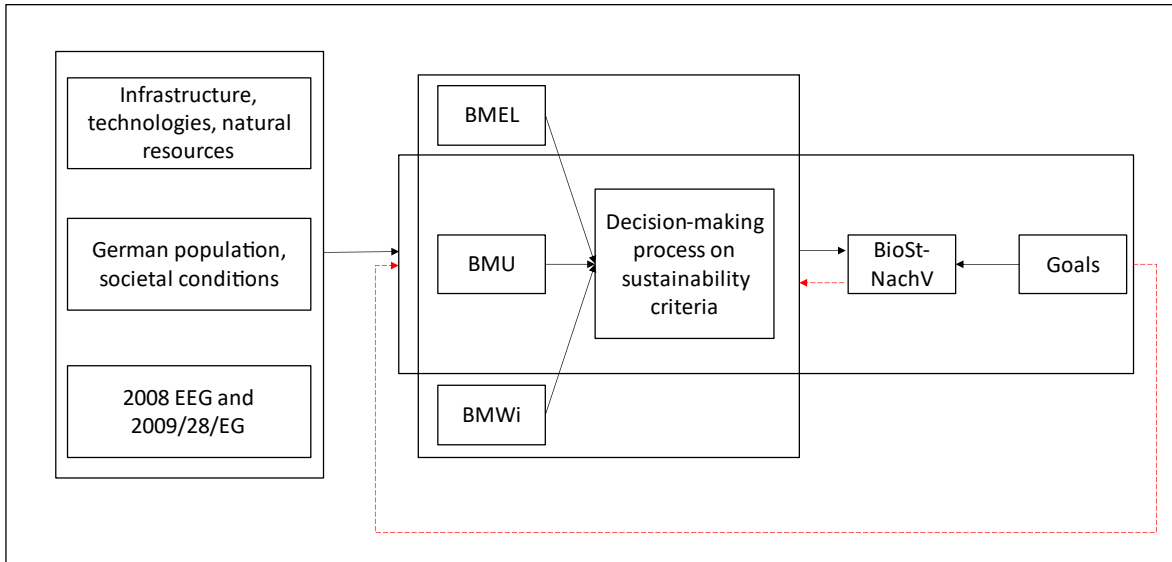 Infrastructure,
technologies, natural
resources
German population,
societal conditions
2008 EEG and
2009/28/EG
BMEL
BMU
BMWi
Decision-making
process on
sustainability
criteria
BioSt-
NachV
Goals